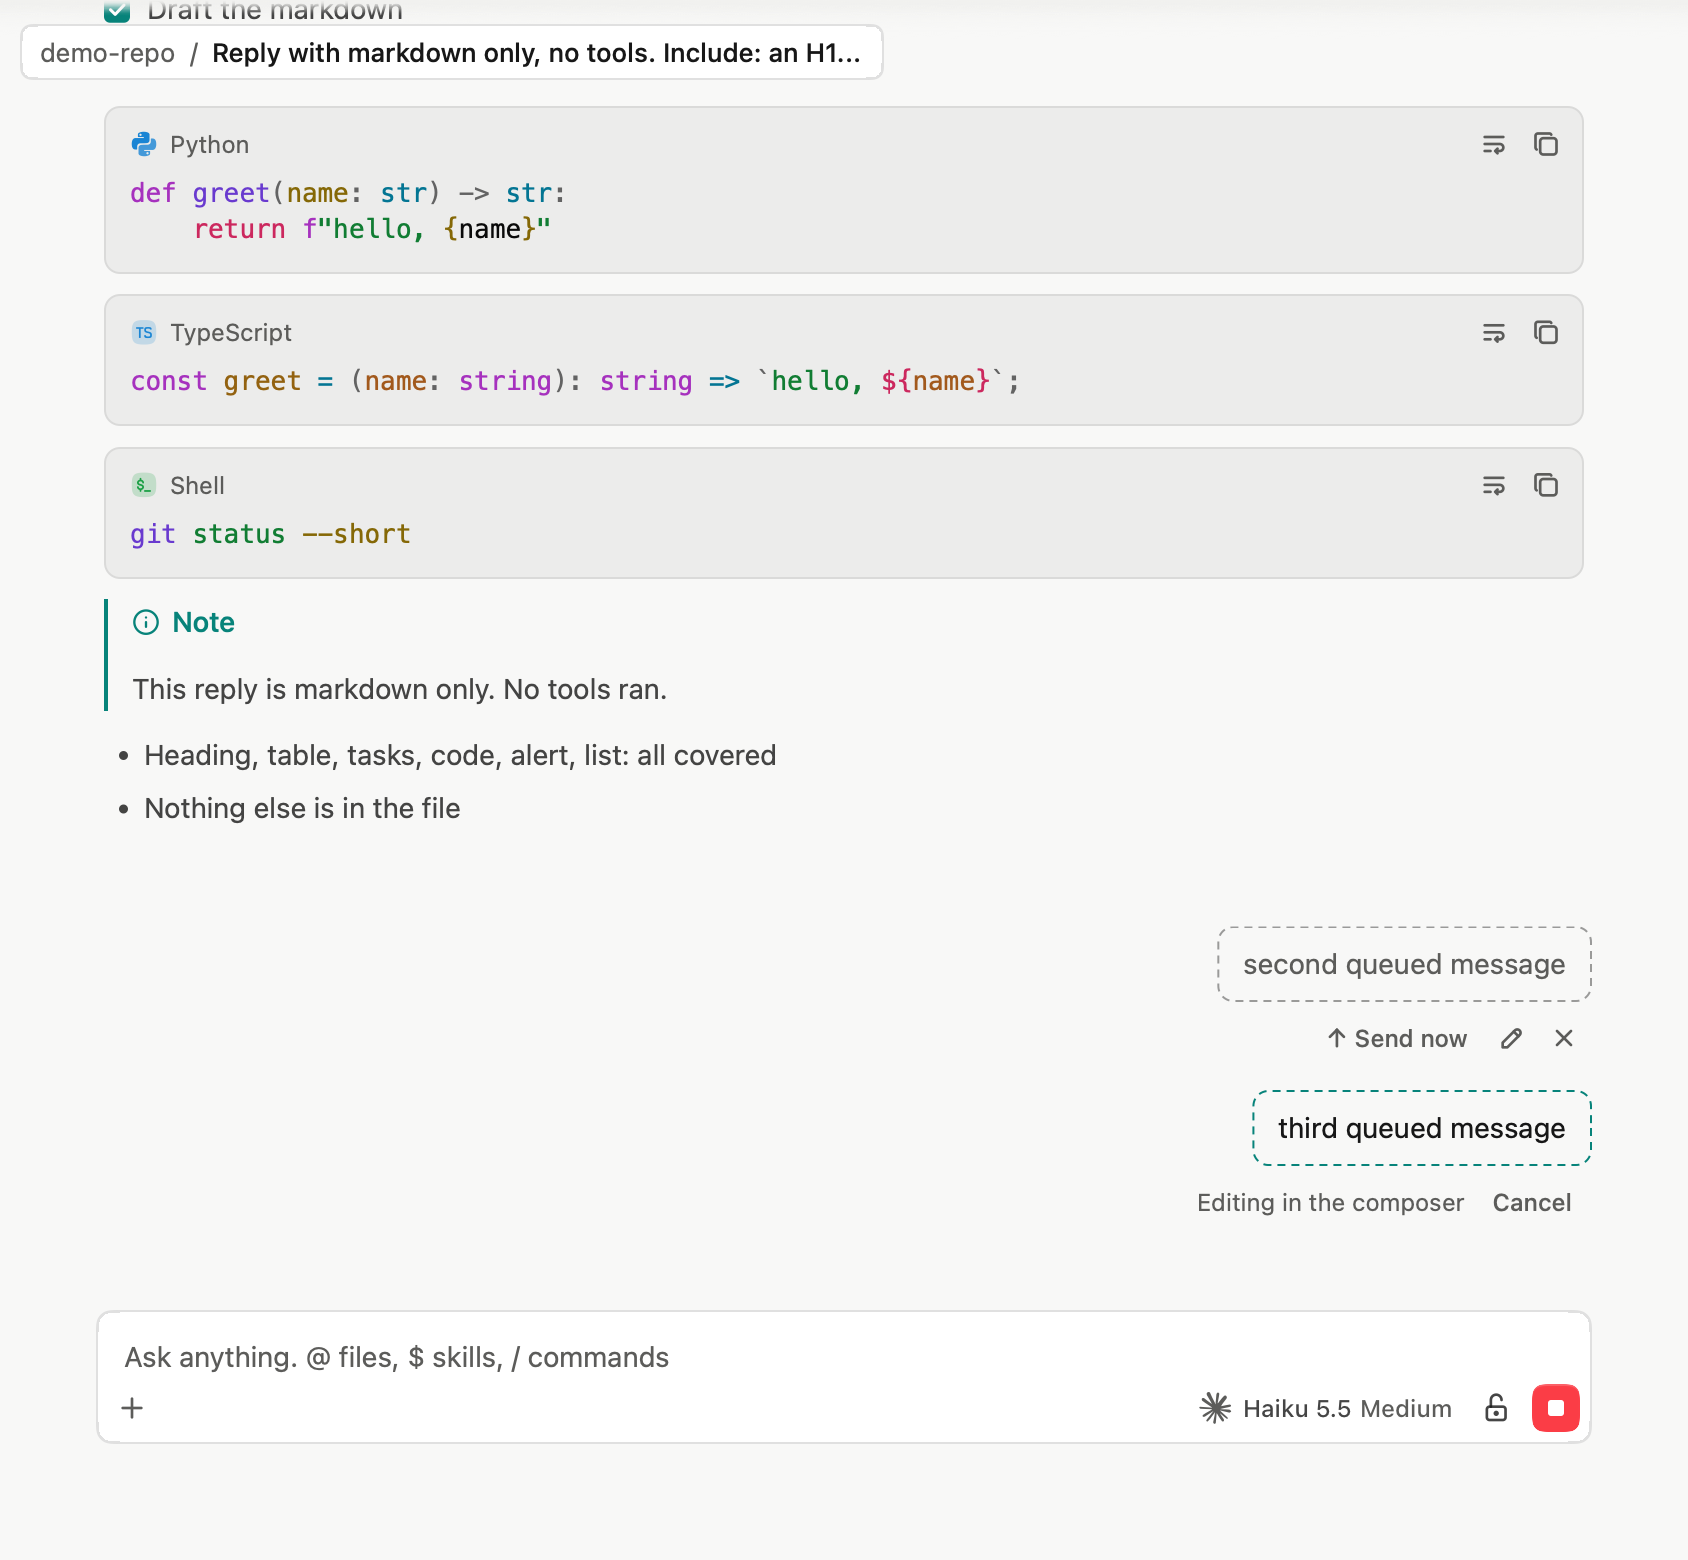 Draft the markdown
demo-repo / Reply with markdown only, no tools. Include: an H1...
Python
def greet(name: str) -> str:
    return f"hello, {name}"
TS TypeScript
const greet = (name: string): string => `hello, ${name}`;
$_ Shell
git status --short
Note
This reply is markdown only. No tools ran.
• Heading, table, tasks, code, alert, list: all covered
• Nothing else is in the file
second queued message
Send now
third queued message
Editing in the composer Cancel
Ask anything. @ files, $ skills, / commands
Haiku 5.5 Medium